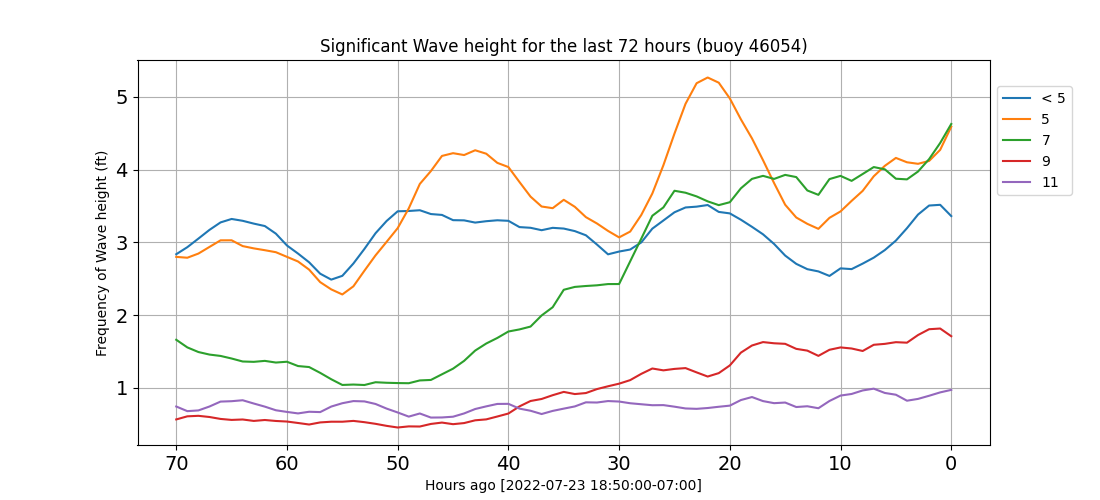 Significant Wave height for the last 72 hours (buoy 46054)
Frequency of Wave height (ft)
5
4
3
2
1
70 60 50 40 30 20 10 0
Hours ago [2022-07-23 18:50:00-07:00]
< 5
5
7
9
11